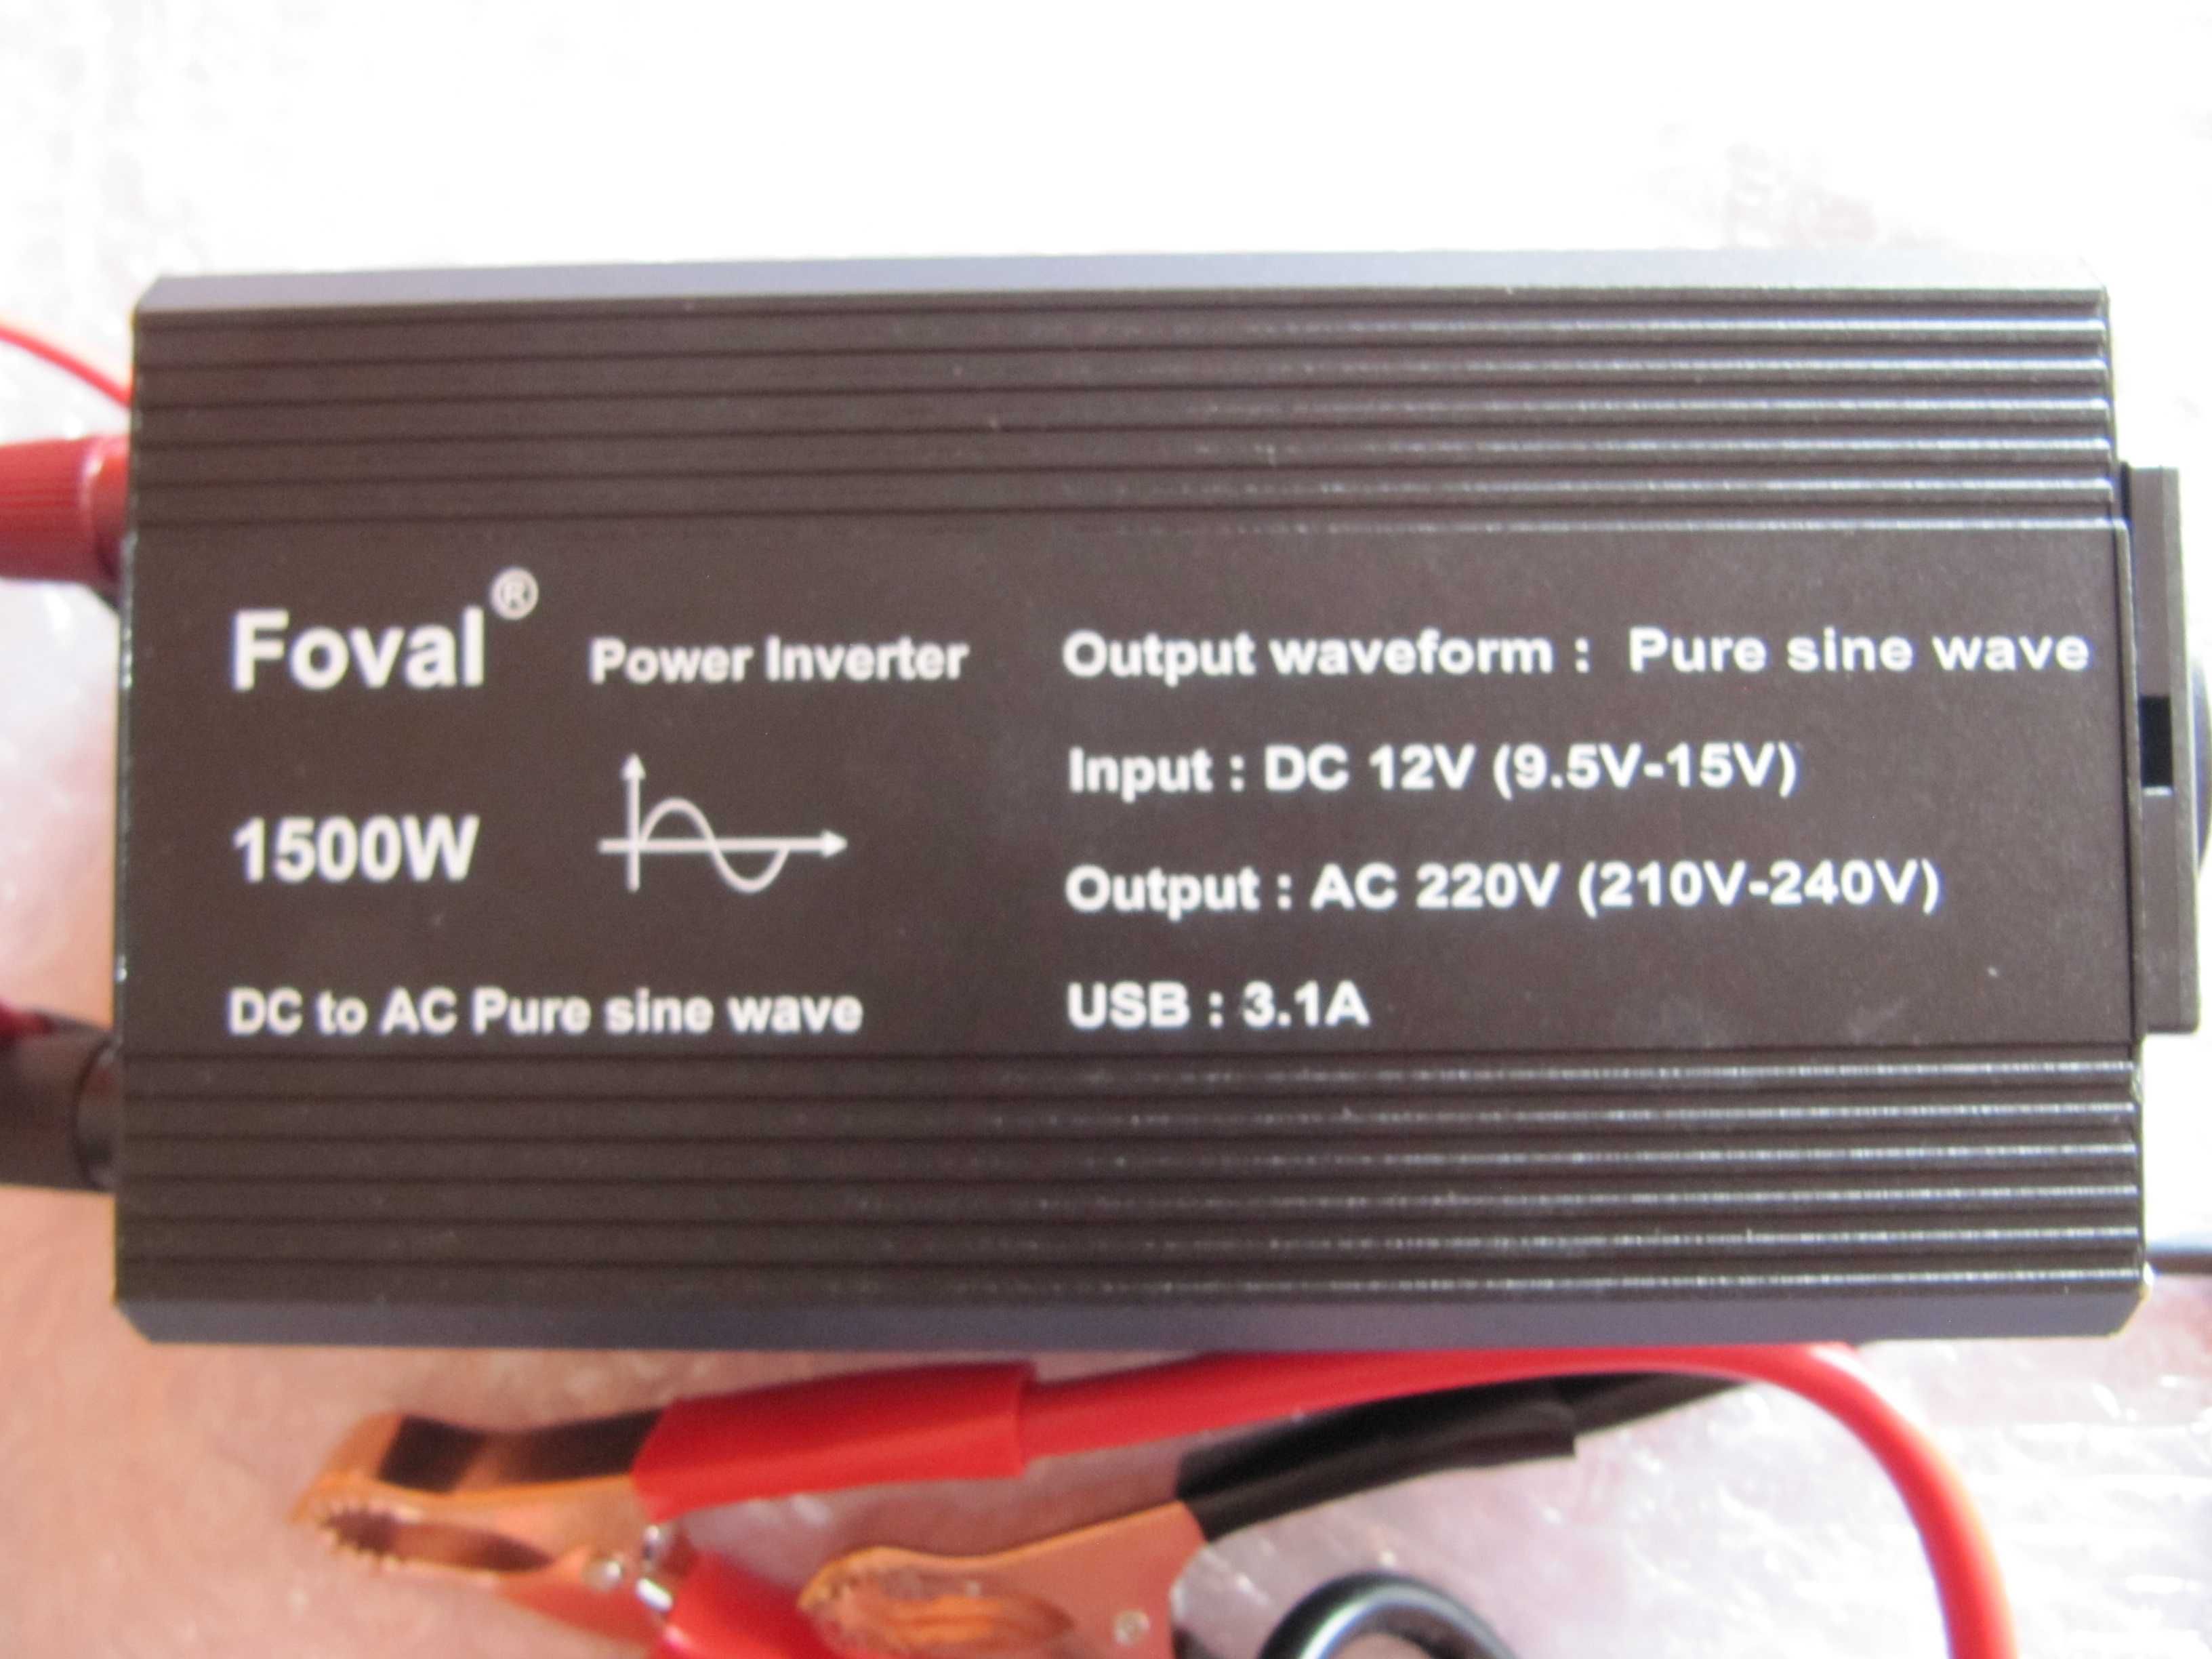 Foval®
Power Inverter
1500W
DC to AC Pure sine wave
Output waveform : Pure sine wave
Input : DC 12V (9.5V-15V)
Output : AC 220V (210V-240V)
USB : 3.1A